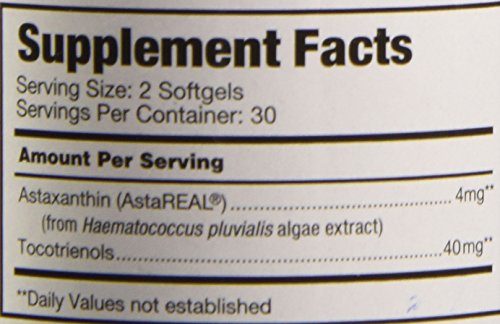 Supplement Facts
Serving Size: 2 Softgels
Servings Per Container: 30
Amount Per Serving
Astaxanthin (AstaREAL®)........................................ 4mg**
(from Haematococcus pluvialis algae extract)
Tocotrienols........................................................ 40mg**
**Daily Values not established